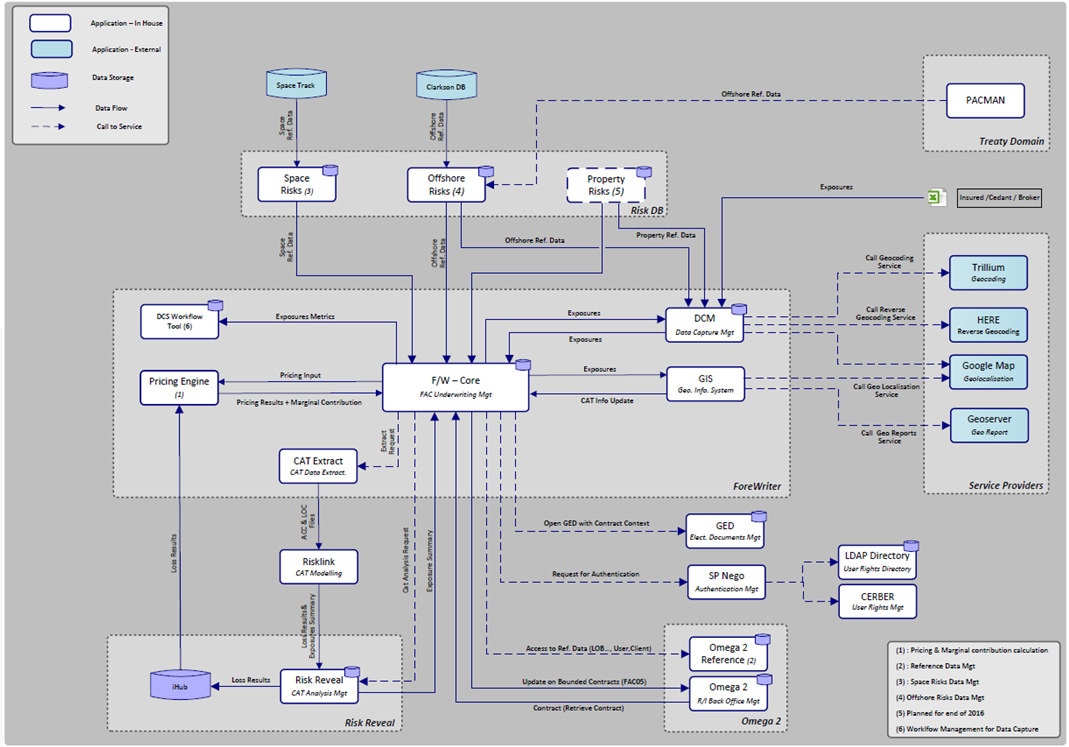 Application – In House
Application - External
Data Storage
Data Flow
Call to Service
Space Track
Clarkson DB
Offshore Ref. Data
PACMAN
Treaty Domain
Space
Ref. Data
Offshore
Ref. Data
Space
Risks (3)
Offshore
Risks (4)
Property
Risks (5)
Risk DB
Exposures
Insured /Cedant / Broker
Space
Ref. Data
Offshore
Ref. Data
Offshore Ref. Data
Property Ref. Data
Call Geocoding
Service
Trillium
Geocoding
Call Reverse
Geocoding Service
HERE
Reverse Geocoding
Google Map
Geolocalisation
Call Geo Localisation
Service
Geoserver
Geo Report
Call Geo Reports
Service
Service Providers
DCS Workflow
Tool (6)
Exposures Metrics
Exposures
Exposures
DCM
Data Capture Mgt
Pricing Engine
(1)
Pricing Input
Pricing Results + Marginal Contribution
F/W – Core
FAC Underwriting Mgt
Exposures
CAT Info Update
GIS
Geo. Info. System
Extract
Request
CAT Extract
CAT Data Extract.
ForeWriter
ACC & LOC
Files
Cat Analysis Request
Exposure Summary
Open GED with Contract Context
GED
Elect. Documents Mgt
Loss Results
Risklink
CAT Modelling
Request for Authentication
SP Nego
Authentication Mgt
LDAP Directory
User Rights Directory
CERBER
User Rights Mgt
Loss Results&
Exposures Summary
Access to Ref. Data (LOB..., User,Client)
Omega 2
Reference (2)
iHub
Loss Results
Risk Reveal
CAT Analysis Mgt
Risk Reveal
Update on Bounded Contracts (FAC05)
Contract (Retrieve Contract)
Omega 2
R/I Back Office Mgt
Omega 2
(1) : Pricing & Marginal contribution calculation
(2) : Reference Data Mgt
(3) : Space Risks Data Mgt
(4) Offshore Risks Data Mgt
(5) Planned for end of 2016
(6) Worklfow Management for Data Capture